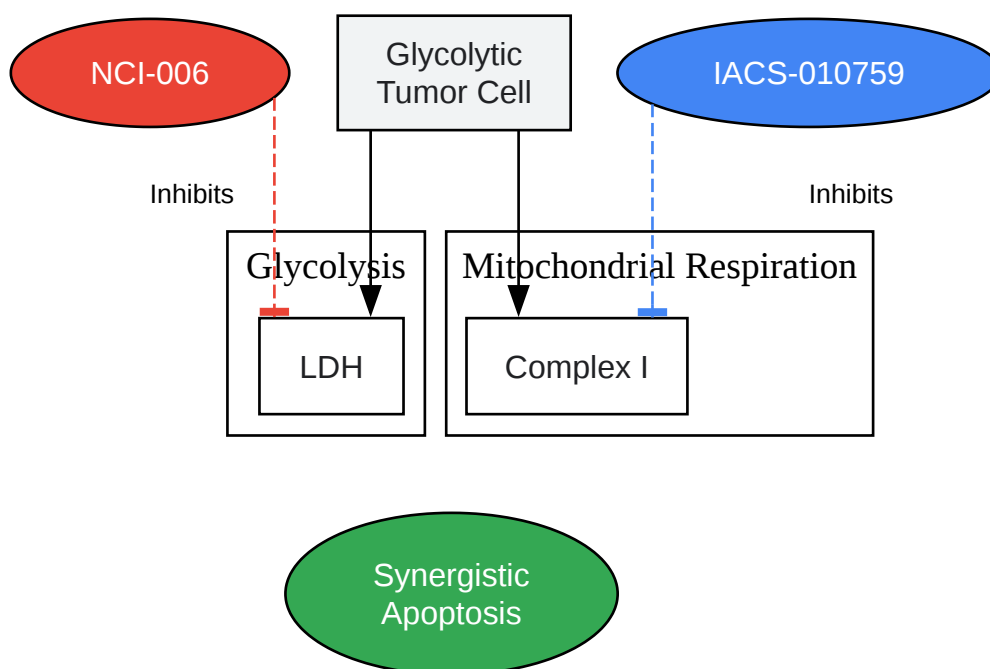 NCI-006
Glycolytic
Tumor Cell
IACS-010759
Inhibits
Inhibits
Glycolysis
Mitochondrial Respiration
LDH
Complex I
Synergistic
Apoptosis